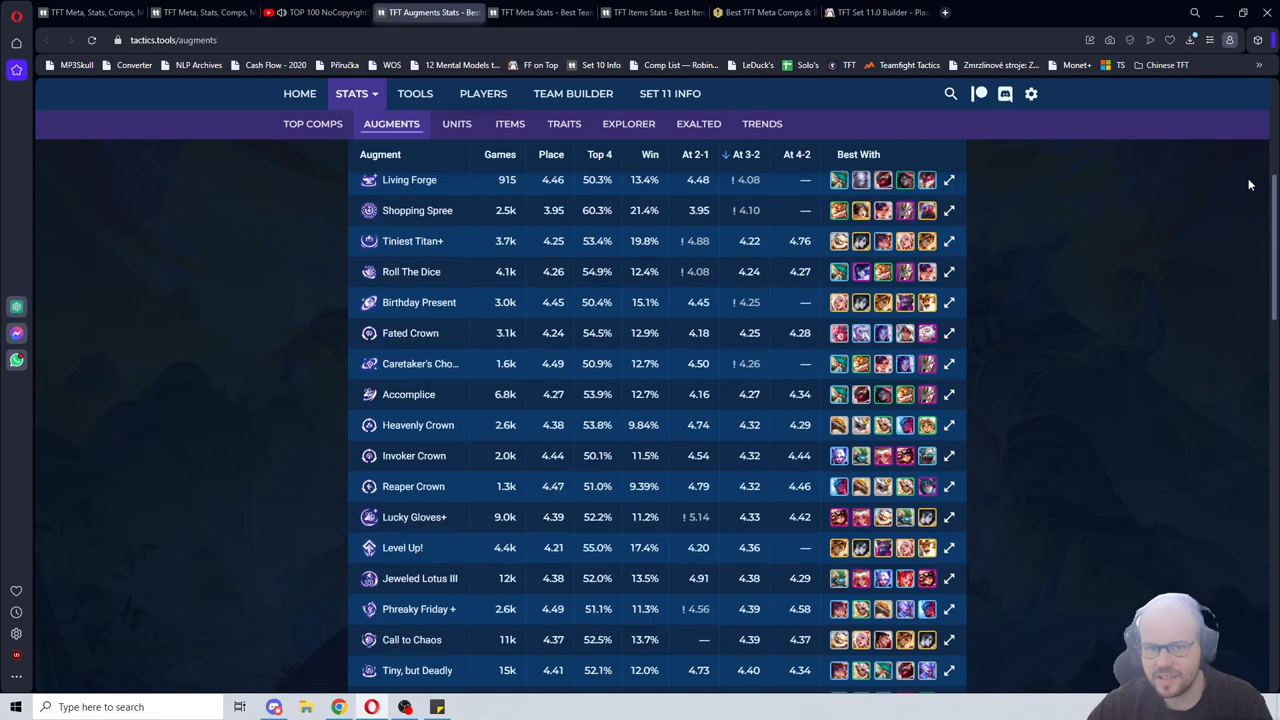 TFT Meta, Stats, Comps, M
TFT Meta, Stats, Comps, M
TOP 100 NoCopyright
TFT Augments Stats - Bes
TFT Meta Stats - Best Tea
TFT Items Stats - Best Iter
Best TFT Meta Comps & B
TFT Set 11.0 Builder - Pla
tactics.tools/augments
MP3Skull
Converter
NLP Archives
Cash Flow - 2020
Příručka
WOS
12 Mental Models t...
FF on Top
Set 10 Info
Comp List — Robin...
LeDuck's
Solo's
TFT
Teamfight Tactics
Zmrzlinové stroje: Z...
Monet+
TS
Chinese TFT
HOME STATS TOOLS PLAYERS TEAM BUILDER SET 11 INFO
TOP COMPS AUGMENTS UNITS ITEMS TRAITS EXPLORER EXALTED TRENDS
Augment Games Place Top 4 Win At 2-1 At 3-2 At 4-2 Best With
Living Forge 915 4.46 50.3% 13.4% 4.48 ! 4.08 —
Shopping Spree 2.5k 3.95 60.3% 21.4% 3.95 ! 4.10 —
Tiniest Titan+ 3.7k 4.25 53.4% 19.8% ! 4.88 4.22 4.76
Roll The Dice 4.1k 4.26 54.9% 12.4% ! 4.08 4.24 4.27
Birthday Present 3.0k 4.45 50.4% 15.1% 4.45 ! 4.25 —
Fated Crown 3.1k 4.24 54.5% 12.9% 4.18 4.25 4.28
Caretaker's Cho... 1.6k 4.49 50.9% 12.7% 4.50 ! 4.26 —
Accomplice 6.8k 4.27 53.9% 12.7% 4.16 4.27 4.34
Heavenly Crown 2.6k 4.38 53.8% 9.84% 4.74 4.32 4.29
Invoker Crown 2.0k 4.44 50.1% 11.5% 4.54 4.32 4.44
Reaper Crown 1.3k 4.47 51.0% 9.39% 4.79 4.32 4.46
Lucky Gloves+ 9.0k 4.39 52.2% 11.2% ! 5.14 4.33 4.42
Level Up! 4.4k 4.21 55.0% 17.4% 4.20 4.36 —
Jeweled Lotus III 12k 4.38 52.0% 13.5% 4.91 4.38 4.29
Phreaky Friday + 2.6k 4.49 51.1% 11.3% ! 4.56 4.39 4.58
Call to Chaos 11k 4.37 52.5% 13.7% — 4.39 4.37
Tiny, but Deadly 15k 4.41 52.1% 12.0% 4.73 4.40 4.34
Type here to search